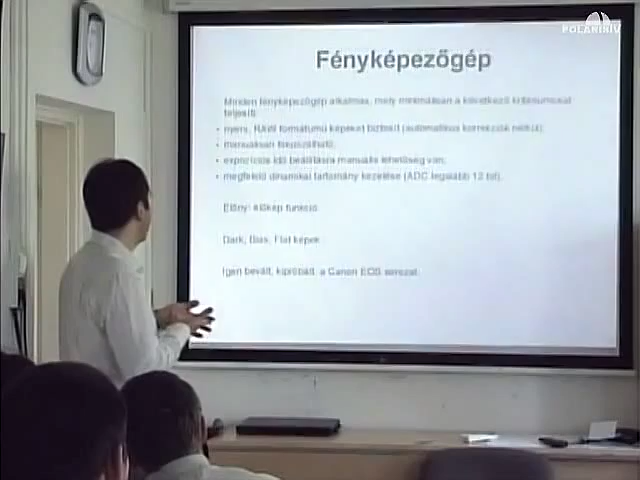 POLARISTV
Fényképezőgép
Minden fényképezőgép alkalmas, mely minimálisan a következő kritériumokat
teljesíti:
• nyers, RAW formátumú képeket biztosít (automatikus korrekciók nélkül);
• manuálisan fókuszálható;
• expozíciós idő beállításra manuális lehetőség van;
• megfelelő dinamikai tartomány kezelése (ADC legalább 12 bit).
Előny: élőkép funkció
Dark, Bias, Flat képek
Igen bevált, kipróbált: a Canon EOS sorozat.